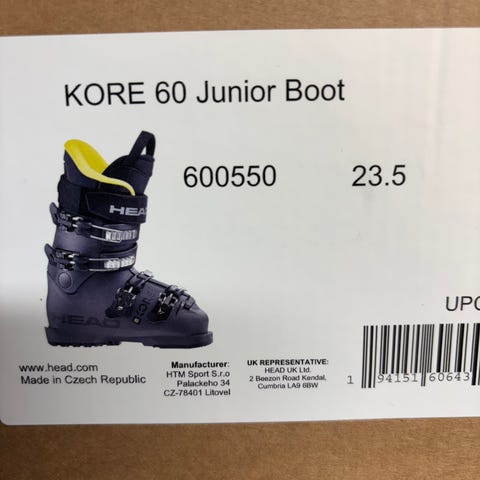 KORE 60 Junior Boot
600550 23.5
HEAD
HEAD
KORE
UPC
www.head.com
Made in Czech Republic
Manufacturer:
HTM Sport S.r.o
Palackeho 34
CZ-78401 Litovel
UK REPRESENTATIVE:
HEAD UK Ltd.
2 Beezon Road Kendal,
Cumbria LA9 6BW
1 94151 60643